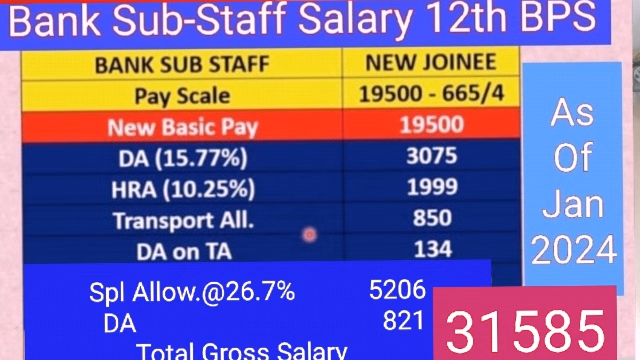 Bank Sub-Staff Salary 12th BPS
BANK SUB STAFF NEW JOINEE
Pay Scale 19500 - 665/4
New Basic Pay 19500
DA (15.77%) 3075
HRA (10.25%) 1999
Transport All. 850
DA on TA 134
Spl Allow.@26.7% 5206
DA 821
Total Gross Salary
31585
As
Of
Jan
2024